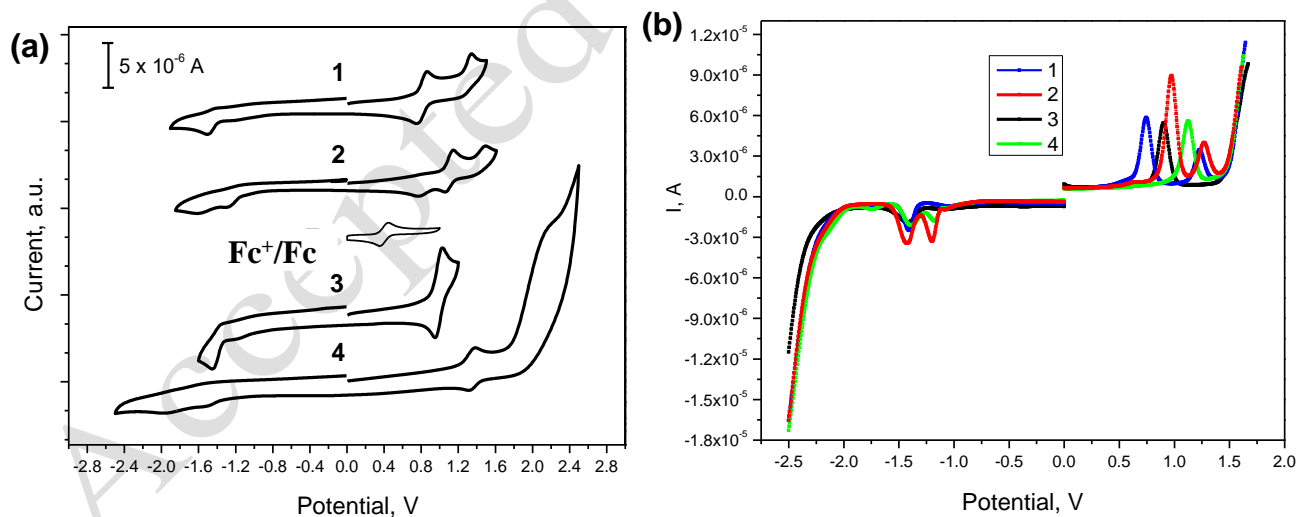 (a)
5 x 10⁻⁶ A
1
2
Fc⁺/Fc
3
4
Current, a.u.
-2.8 -2.4 -2.0 -1.6 -1.2 -0.8 -0.4 0.0 0.4 0.8 1.2 1.6 2.0 2.4 2.8
Potential, V
(b)
1.2x10⁻⁵
9.0x10⁻⁶
6.0x10⁻⁶
3.0x10⁻⁶
0.0
-3.0x10⁻⁶
-6.0x10⁻⁶
-9.0x10⁻⁶
-1.2x10⁻⁵
-1.5x10⁻⁵
-1.8x10⁻⁵
I, A
1
2
3
4
-2.5 -2.0 -1.5 -1.0 -0.5 0.0 0.5 1.0 1.5 2.0
Potential, V
Accepted